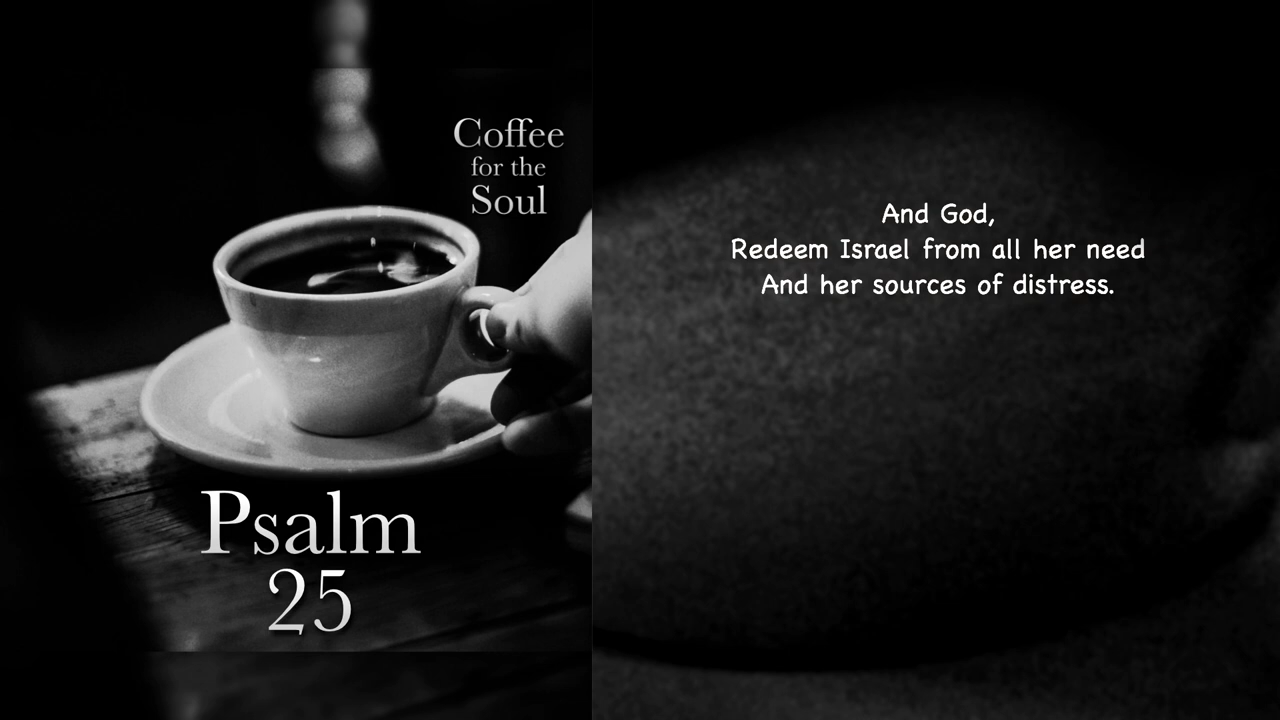 Coffee
for the
Soul
Psalm
25
And God,
Redeem Israel from all her need
And her sources of distress.